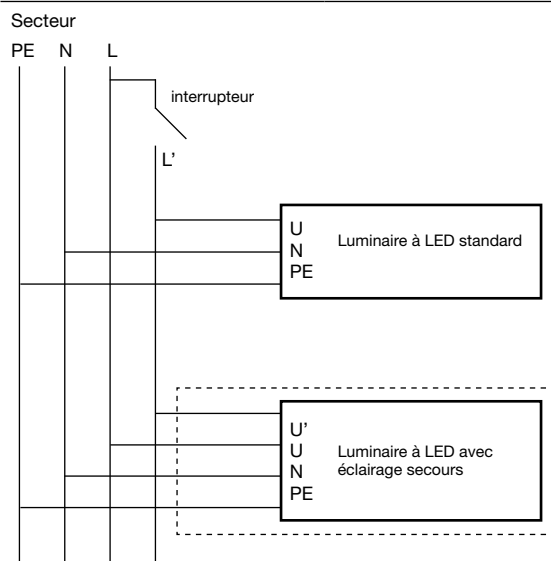 Secteur
PE N L
interrupteur
L'
U
Luminaire à LED standard
N
PE
U'
U
Luminaire à LED avec
éclairage secours
N
PE